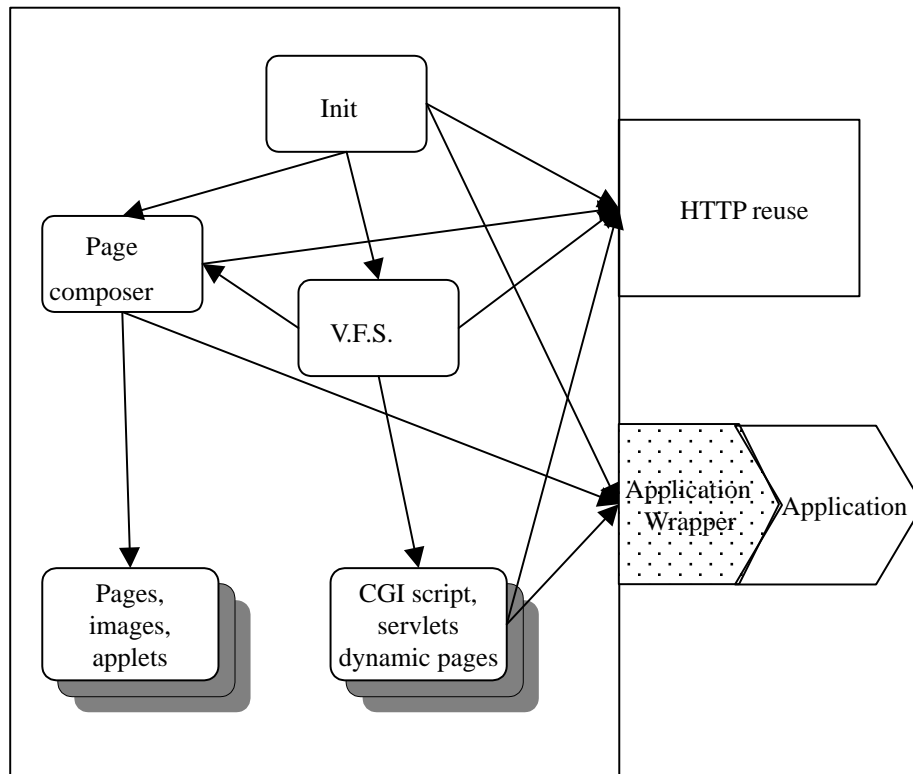 Init
HTTP reuse
Page
composer
V.F.S.
Application
Wrapper
Application
Pages,
images,
applets
CGI script,
servlets
dynamic pages